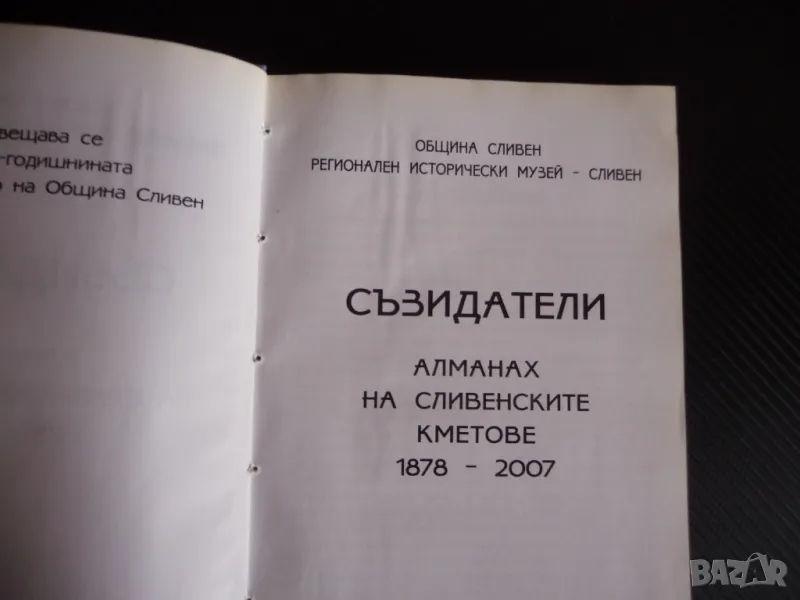 вещава се
-годишнината
на Община Сливен
ОБЩИНА СЛИВЕН
РЕГИОНАЛЕН ИСТОРИЧЕСКИ МУЗЕЙ - СЛИВЕН
СЪЗИДАТЕЛИ
АЛМАНАХ
НА СЛИВЕНСКИТЕ
КМЕТОВЕ
1878 - 2007
BAZAR